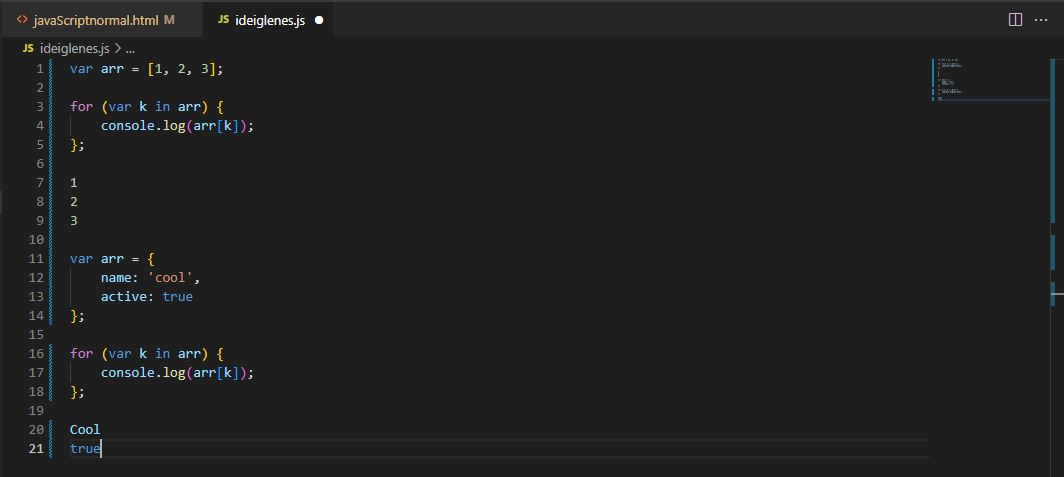 <> javaScriptnormal.html M JS ideiglenes.js ●
JS ideiglenes.js > ...
1 var arr = [1, 2, 3];
2
3 for (var k in arr) {
4     console.log(arr[k]);
5 };
6
7 1
8 2
9 3
10
11 var arr = {
12     name: 'cool',
13     active: true
14 };
15
16 for (var k in arr) {
17     console.log(arr[k]);
18 };
19
20 Cool
21 true